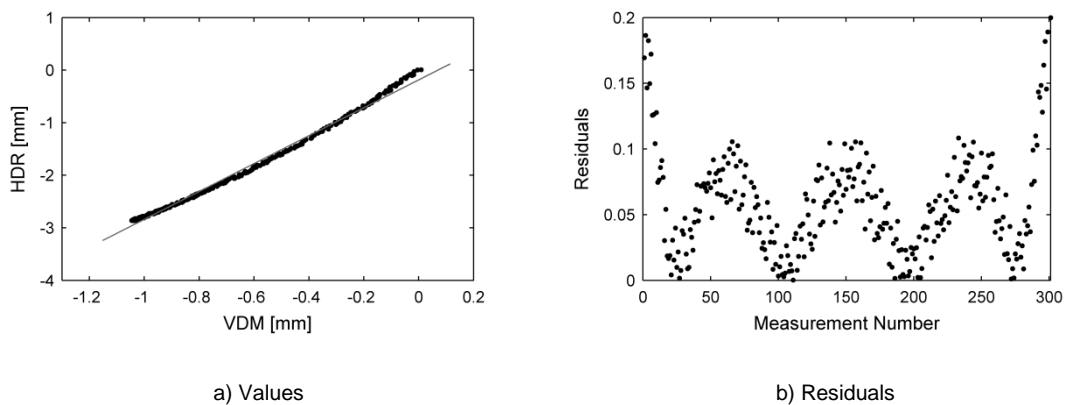 1
0
-1
-2
-3
-4
HDR [mm]
-1.2 -1 -0.8 -0.6 -0.4 -0.2 0 0.2
VDM [mm]
a) Values
0.2
0.15
0.1
0.05
0
Residuals
0 50 100 150 200 250 300
Measurement Number
b) Residuals